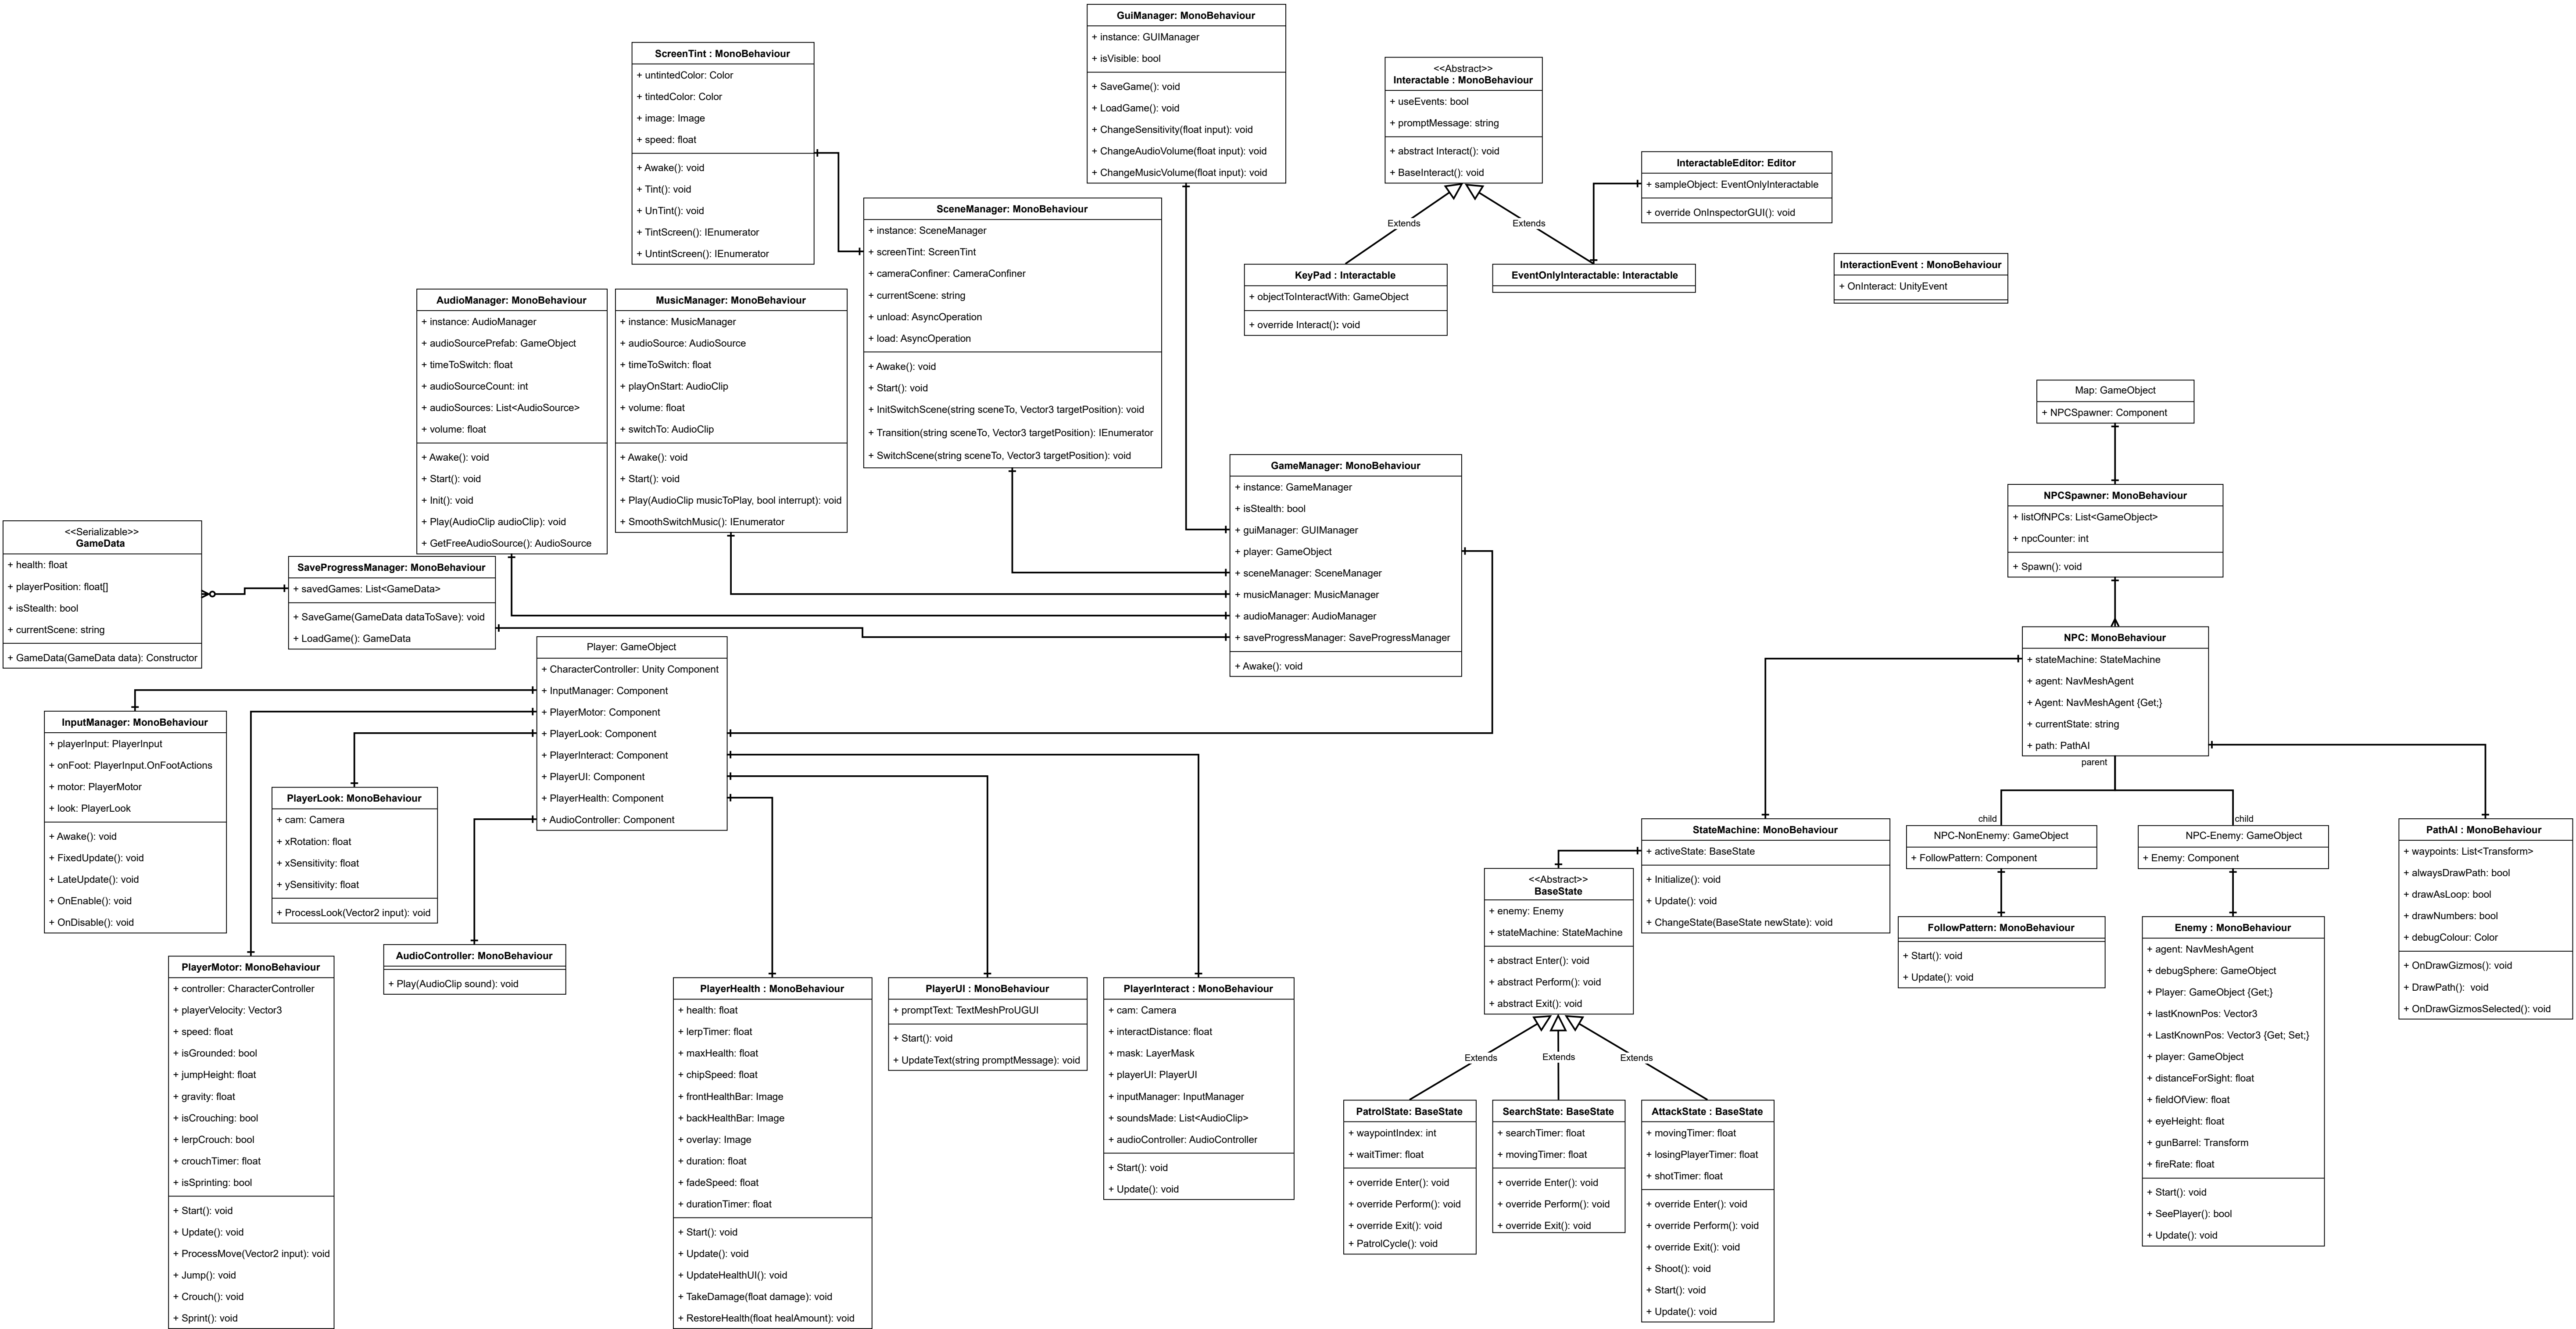 GuiManager: MonoBehaviour
+ instance: GUIManager
+ isVisible: bool
+ SaveGame(): void
+ LoadGame(): void
+ ChangeSensitivity(float input): void
+ ChangeAudioVolume(float input): void
+ ChangeMusicVolume(float input): void
ScreenTint : MonoBehaviour
+ untintedColor: Color
+ tintedColor: Color
+ image: Image
+ speed: float
+ Awake(): void
+ Tint(): void
+ UnTint(): void
+ TintScreen(): IEnumerator
+ UntintScreen(): IEnumerator
<<Abstract>>
Interactable : MonoBehaviour
+ useEvents: bool
+ promptMessage: string
+ abstract Interact(): void
+ BaseInteract(): void
InteractableEditor: Editor
+ sampleObject: EventOnlyInteractable
+ override OnInspectorGUI(): void
Extends
Extends
KeyPad : Interactable
+ objectToInteractWith: GameObject
+ override Interact(): void
EventOnlyInteractable: Interactable
InteractionEvent : MonoBehaviour
+ OnInteract: UnityEvent
SceneManager: MonoBehaviour
+ instance: SceneManager
+ screenTint: ScreenTint
+ cameraConfiner: CameraConfiner
+ currentScene: string
+ unload: AsyncOperation
+ load: AsyncOperation
+ Awake(): void
+ Start(): void
+ InitSwitchScene(string sceneTo, Vector3 targetPosition): void
+ Transition(string sceneTo, Vector3 targetPosition): IEnumerator
+ SwitchScene(string sceneTo, Vector3 targetPosition): void
AudioManager: MonoBehaviour
+ instance: AudioManager
+ audioSourcePrefab: GameObject
+ timeToSwitch: float
+ audioSourceCount: int
+ audioSources: List<AudioSource>
+ volume: float
+ Awake(): void
+ Start(): void
+ Init(): void
+ Play(AudioClip audioClip): void
+ GetFreeAudioSource(): AudioSource
MusicManager: MonoBehaviour
+ instance: MusicManager
+ audioSource: AudioSource
+ timeToSwitch: float
+ playOnStart: AudioClip
+ volume: float
+ switchTo: AudioClip
+ Awake(): void
+ Start(): void
+ Play(AudioClip musicToPlay, bool interrupt): void
+ SmoothSwitchMusic(): IEnumerator
Map: GameObject
+ NPCSpawner: Component
NPCSpawner: MonoBehaviour
+ listOfNPCs: List<GameObject>
+ npcCounter: int
+ Spawn(): void
GameManager: MonoBehaviour
+ instance: GameManager
+ isStealth: bool
+ guiManager: GUIManager
+ player: GameObject
+ sceneManager: SceneManager
+ musicManager: MusicManager
+ audioManager: AudioManager
+ saveProgressManager: SaveProgressManager
+ Awake(): void
<<Serializable>>
GameData
+ health: float
+ playerPosition: float[]
+ isStealth: bool
+ currentScene: string
+ GameData(GameData data): Constructor
SaveProgressManager: MonoBehaviour
+ savedGames: List<GameData>
+ SaveGame(GameData dataToSave): void
+ LoadGame(): GameData
Player: GameObject
+ CharacterController: Unity Component
+ InputManager: Component
+ PlayerMotor: Component
+ PlayerLook: Component
+ PlayerInteract: Component
+ PlayerUI: Component
+ PlayerHealth: Component
+ AudioController: Component
NPC: MonoBehaviour
+ stateMachine: StateMachine
+ agent: NavMeshAgent
+ Agent: NavMeshAgent {Get;}
+ currentState: string
+ path: PathAI
parent
child
child
InputManager: MonoBehaviour
+ playerInput: PlayerInput
+ onFoot: PlayerInput.OnFootActions
+ motor: PlayerMotor
+ look: PlayerLook
+ Awake(): void
+ FixedUpdate(): void
+ LateUpdate(): void
+ OnEnable(): void
+ OnDisable(): void
PlayerLook: MonoBehaviour
+ cam: Camera
+ xRotation: float
+ xSensitivity: float
+ ySensitivity: float
+ ProcessLook(Vector2 input): void
StateMachine: MonoBehaviour
+ activeState: BaseState
+ Initialize(): void
+ Update(): void
+ ChangeState(BaseState newState): void
NPC-NonEnemy: GameObject
+ FollowPattern: Component
NPC-Enemy: GameObject
+ Enemy: Component
PathAI : MonoBehaviour
+ waypoints: List<Transform>
+ alwaysDrawPath: bool
+ drawAsLoop: bool
+ drawNumbers: bool
+ debugColour: Color
+ OnDrawGizmos(): void
+ DrawPath(): void
+ OnDrawGizmosSelected(): void
<<Abstract>>
BaseState
+ enemy: Enemy
+ stateMachine: StateMachine
+ abstract Enter(): void
+ abstract Perform(): void
+ abstract Exit(): void
FollowPattern: MonoBehaviour
+ Start(): void
+ Update(): void
Enemy : MonoBehaviour
+ agent: NavMeshAgent
+ debugSphere: GameObject
+ Player: GameObject {Get;}
+ lastKnownPos: Vector3
+ LastKnownPos: Vector3 {Get; Set;}
+ player: GameObject
+ distanceForSight: float
+ fieldOfView: float
+ eyeHeight: float
+ gunBarrel: Transform
+ fireRate: float
+ Start(): void
+ SeePlayer(): bool
+ Update(): void
AudioController: MonoBehaviour
+ Play(AudioClip sound): void
PlayerMotor: MonoBehaviour
+ controller: CharacterController
+ playerVelocity: Vector3
+ speed: float
+ isGrounded: bool
+ jumpHeight: float
+ gravity: float
+ isCrouching: bool
+ lerpCrouch: bool
+ crouchTimer: float
+ isSprinting: bool
+ Start(): void
+ Update(): void
+ ProcessMove(Vector2 input): void
+ Jump(): void
+ Crouch(): void
+ Sprint(): void
PlayerHealth : MonoBehaviour
+ health: float
+ lerpTimer: float
+ maxHealth: float
+ chipSpeed: float
+ frontHealthBar: Image
+ backHealthBar: Image
+ overlay: Image
+ duration: float
+ fadeSpeed: float
+ durationTimer: float
+ Start(): void
+ Update(): void
+ UpdateHealthUI(): void
+ TakeDamage(float damage): void
+ RestoreHealth(float healAmount): void
PlayerUI : MonoBehaviour
+ promptText: TextMeshProUGUI
+ Start(): void
+ UpdateText(string promptMessage): void
PlayerInteract : MonoBehaviour
+ cam: Camera
+ interactDistance: float
+ mask: LayerMask
+ playerUI: PlayerUI
+ inputManager: InputManager
+ soundsMade: List<AudioClip>
+ audioController: AudioController
+ Start(): void
+ Update(): void
Extends
Extends
Extends
PatrolState: BaseState
+ waypointIndex: int
+ waitTimer: float
+ override Enter(): void
+ override Perform(): void
+ override Exit(): void
+ PatrolCycle(): void
SearchState: BaseState
+ searchTimer: float
+ movingTimer: float
+ override Enter(): void
+ override Perform(): void
+ override Exit(): void
AttackState : BaseState
+ movingTimer: float
+ losingPlayerTimer: float
+ shotTimer: float
+ override Enter(): void
+ override Perform(): void
+ override Exit(): void
+ Shoot(): void
+ Start(): void
+ Update(): void